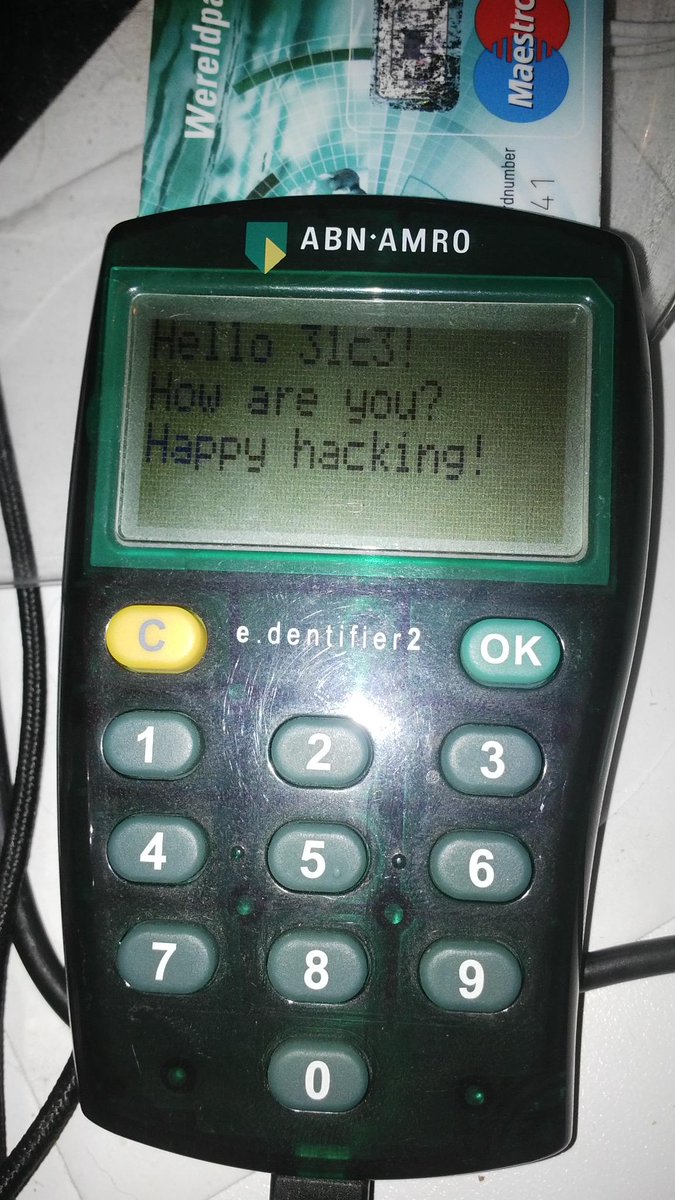 Wereldpa
Maestro
rdnumber
41
ABN·AMRO
Hello 31c3!
How are you?
Happy hacking!
C
e.dentifier2
OK
1 2 3
4 5 6
7 8 9
0